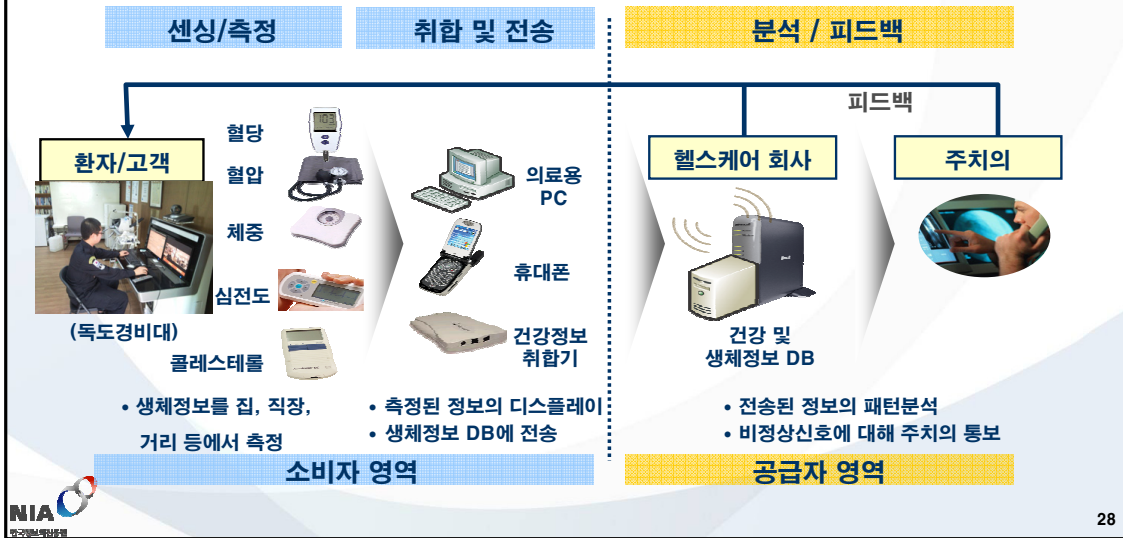 센싱/측정
취합 및 전송
분석 / 피드백
피드백
환자/고객
혈당
혈압
체중
심전도
콜레스테롤
(독도경비대)
의료용
PC
휴대폰
건강정보
취합기
헬스케어 회사
주치의
건강 및
생체정보 DB
• 생체정보를 집, 직장,
거리 등에서 측정
• 측정된 정보의 디스플레이
• 생체정보 DB에 전송
• 전송된 정보의 패턴분석
• 비정상신호에 대해 주치의 통보
소비자 영역
공급자 영역
NIA
28